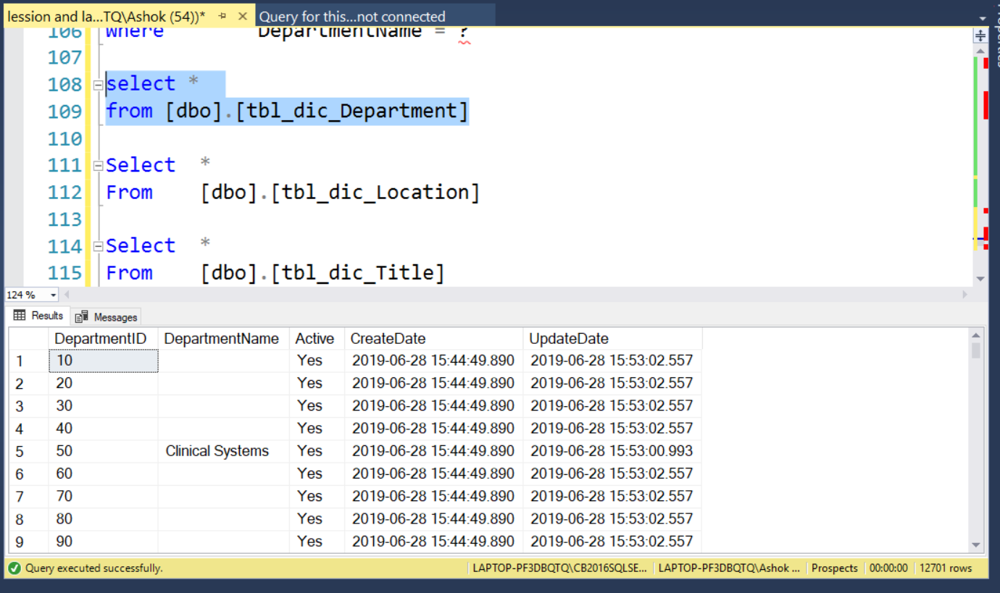 lession and la...TQ\Ashok (54))* Query for this...not connected
106 Where DepartmentName = ?
107
108 select *
109 from [dbo].[tbl_dic_Department]
110
111 Select *
112 From [dbo].[tbl_dic_Location]
113
114 Select *
115 From [dbo].[tbl_dic_Title]
124 %
Results Messages
DepartmentID DepartmentName Active CreateDate UpdateDate
1 10 Yes 2019-06-28 15:44:49.890 2019-06-28 15:53:02.557
2 20 Yes 2019-06-28 15:44:49.890 2019-06-28 15:53:02.557
3 30 Yes 2019-06-28 15:44:49.890 2019-06-28 15:53:02.557
4 40 Yes 2019-06-28 15:44:49.890 2019-06-28 15:53:02.557
5 50 Clinical Systems Yes 2019-06-28 15:44:49.890 2019-06-28 15:53:00.993
6 60 Yes 2019-06-28 15:44:49.890 2019-06-28 15:53:02.557
7 70 Yes 2019-06-28 15:44:49.890 2019-06-28 15:53:02.557
8 80 Yes 2019-06-28 15:44:49.890 2019-06-28 15:53:02.557
9 90 Yes 2019-06-28 15:44:49.890 2019-06-28 15:53:02.557
Query executed successfully. LAPTOP-PF3DBQTQ\CB2016SQLSE... LAPTOP-PF3DBQTQ\Ashok ... Prospects 00:00:00 12701 rows